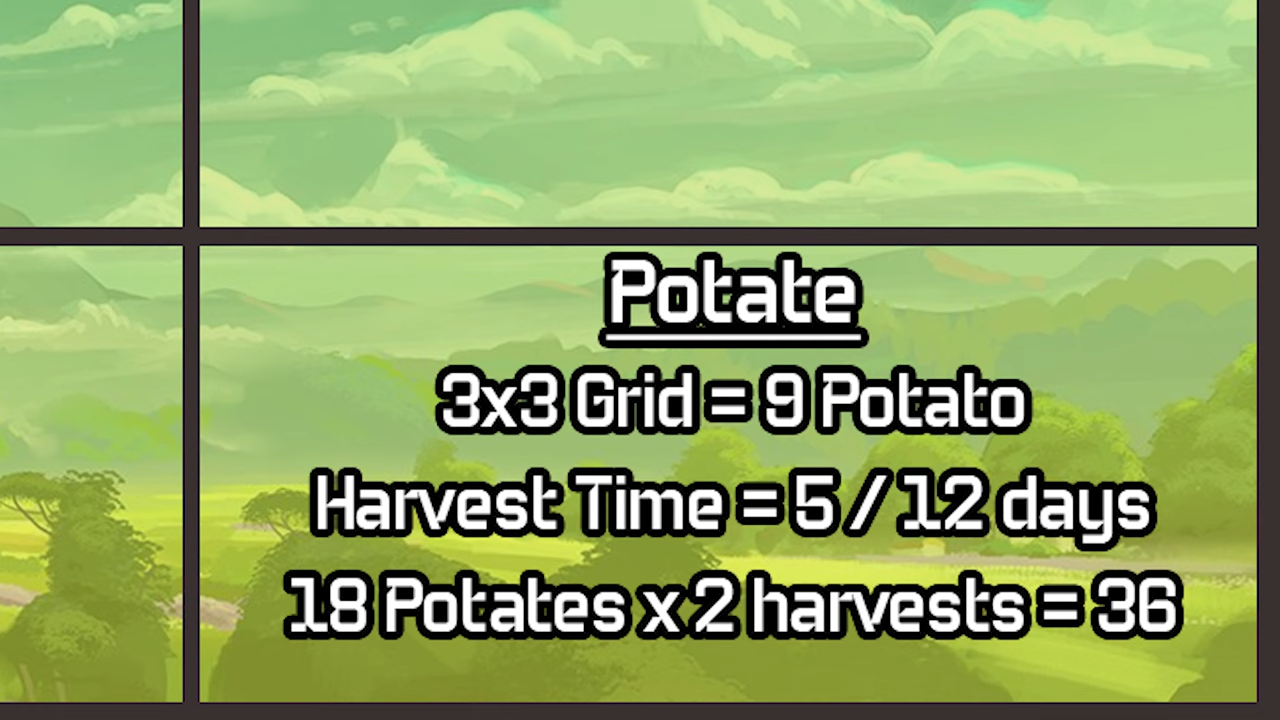 Potate
3x3 Grid = 9 Potato
Harvest Time = 5 / 12 days
18 Potates x 2 harvests = 36